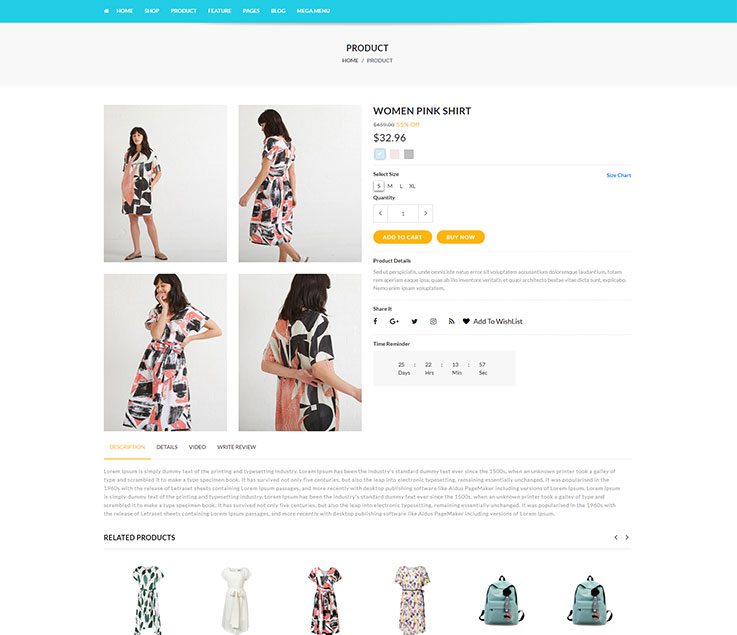 HOME SHOP PRODUCT FEATURE PAGES BLOG MEGA MENU
PRODUCT
HOME / PRODUCT
WOMEN PINK SHIRT
$459.00 55% Off
$32.96
Select Size
Size Chart
S M L XL
Quantity
1
ADD TO CART BUY NOW
Product Details
Sed ut perspiciatis, unde omnis iste natus error sit voluptatem accusantium doloremque laudantium, totam
rem aperiam eaque ipsa, quae ab illo inventore veritatis et quasi architecto beatae vitae dicta sunt, explicabo.
Nemo enim ipsam voluptatem,
Share It
Add To WishList
Time Reminder
25 : 22 : 13 : 57
Days Hrs Min Sec
DESCRIPTION DETAILS VIDEO WRITE REVIEW
Lorem Ipsum is simply dummy text of the printing and typesetting industry. Lorem Ipsum has been the industry's standard dummy text ever since the 1500s, when an unknown printer took a galley of
type and scrambled it to make a type specimen book. It has survived not only five centuries, but also the leap into electronic typesetting, remaining essentially unchanged. It was popularised in the
1960s with the release of Letraset sheets containing Lorem Ipsum passages, and more recently with desktop publishing software like Aldus PageMaker including versions of Lorem Ipsum. Lorem Ipsum
is simply dummy text of the printing and typesetting industry. Lorem Ipsum has been the industry's standard dummy text ever since the 1500s, when an unknown printer took a galley of type and
scrambled it to make a type specimen book. It has survived not only five centuries, but also the leap into electronic typesetting, remaining essentially unchanged. It was popularised in the 1960s with
the release of Letraset sheets containing Lorem Ipsum passages, and more recently with desktop publishing software like Aldus PageMaker including versions of Lorem Ipsum.
RELATED PRODUCTS